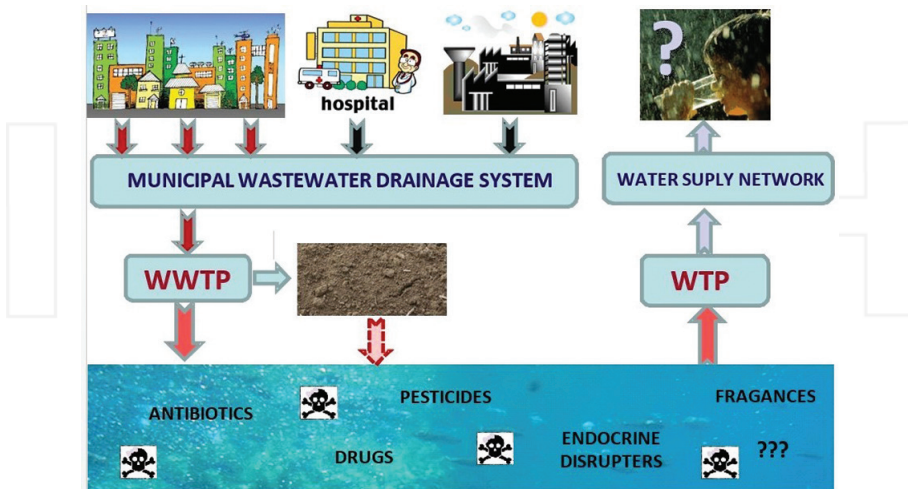 ?
hospital
MUNICIPAL WASTEWATER DRAINAGE SYSTEM
WATER SUPLY NETWORK
WWTP
WTP
ANTIBIOTICS
PESTICIDES
FRAGANCES
DRUGS
ENDOCRINE
DISRUPTERS
???